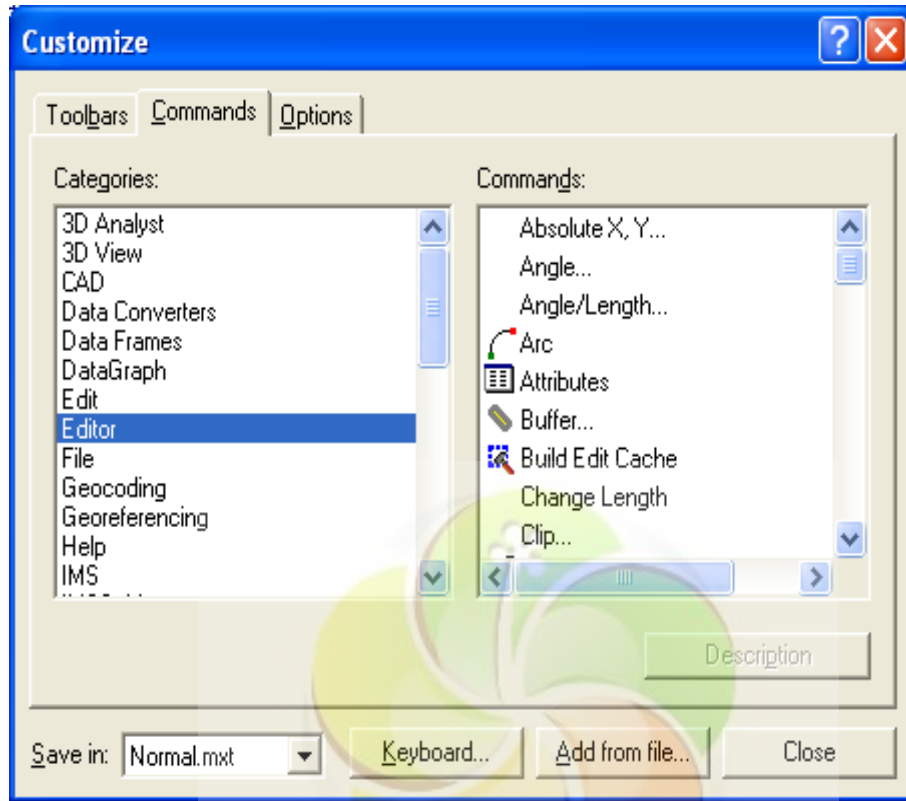 Customize
Toolbars Commands Options
Categories:
3D Analyst
3D View
CAD
Data Converters
Data Frames
DataGraph
Edit
Editor
File
Geocoding
Georeferencing
Help
IMS
Commands:
Absolute X, Y...
Angle...
Angle/Length...
Arc
Attributes
Buffer...
Build Edit Cache
Change Length
Clip...
Description
Save in: Normal.mxt Keyboard... Add from file... Close